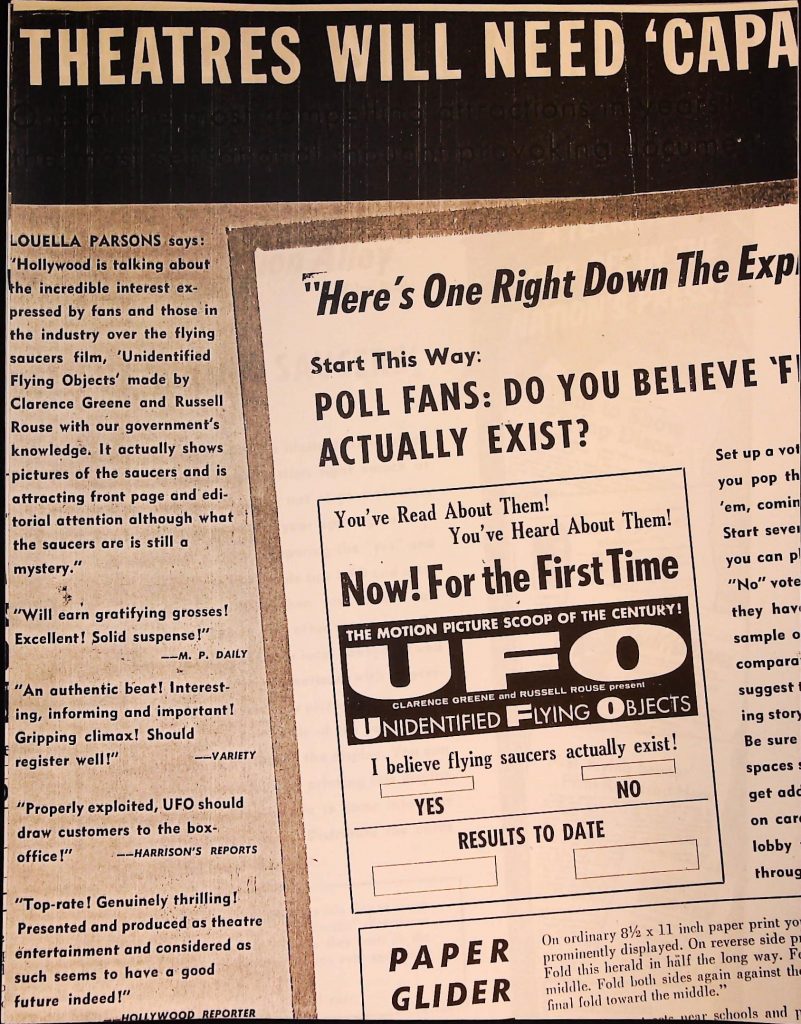 THEATRES WILL NEED 'CAPA
LOUELLA PARSONS says:
'Hollywood is talking about
the incredible interest ex-
pressed by fans and those in
the industry over the flying
saucers film, 'Unidentified
Flying Objects' made by
Clarence Greene and Russell
Rouse with our government's
knowledge. It actually shows
pictures of the saucers and is
attracting front page and edi-
torial attention although what
the saucers are is still a
mystery."
"Will earn gratifying grosses!
Excellent! Solid suspense!"
—M. P. DAILY
"An authentic beat! Interest-
ing, informing and important!
Gripping climax! Should
register well!" —VARIETY
"Properly exploited, UFO should
draw customers to the box-
office!" —HARRISON'S REPORTS
"Top-rate! Genuinely thrilling!
Presented and produced as theatre
entertainment and considered as
such seems to have a good
future indeed!"
—HOLLYWOOD REPORTER
"Here's One Right Down The Exp
Start This Way:
POLL FANS: DO YOU BELIEVE 'F
ACTUALLY EXIST?
You've Read About Them!
You've Heard About Them!
Now! For the First Time
THE MOTION PICTURE SCOOP OF THE CENTURY!
UFO
CLARENCE GREENE and RUSSELL ROUSE present
UNIDENTIFIED FLYING OBJECTS
I believe flying saucers actually exist!
YES NO
RESULTS TO DATE
Set up a vot
you pop th
'em, comin
Start sever
you can p
"No" vote
they hav
sample o
compara
suggest t
ing story
Be sure
spaces s
get add
on car
lobby
throug
PAPER
GLIDER
On ordinary 8½ x 11 inch paper print yo
prominently displayed. On reverse side p
Fold this herald in half the long way. Fo
middle. Fold both sides again against the
final fold toward the middle."
near schools and p